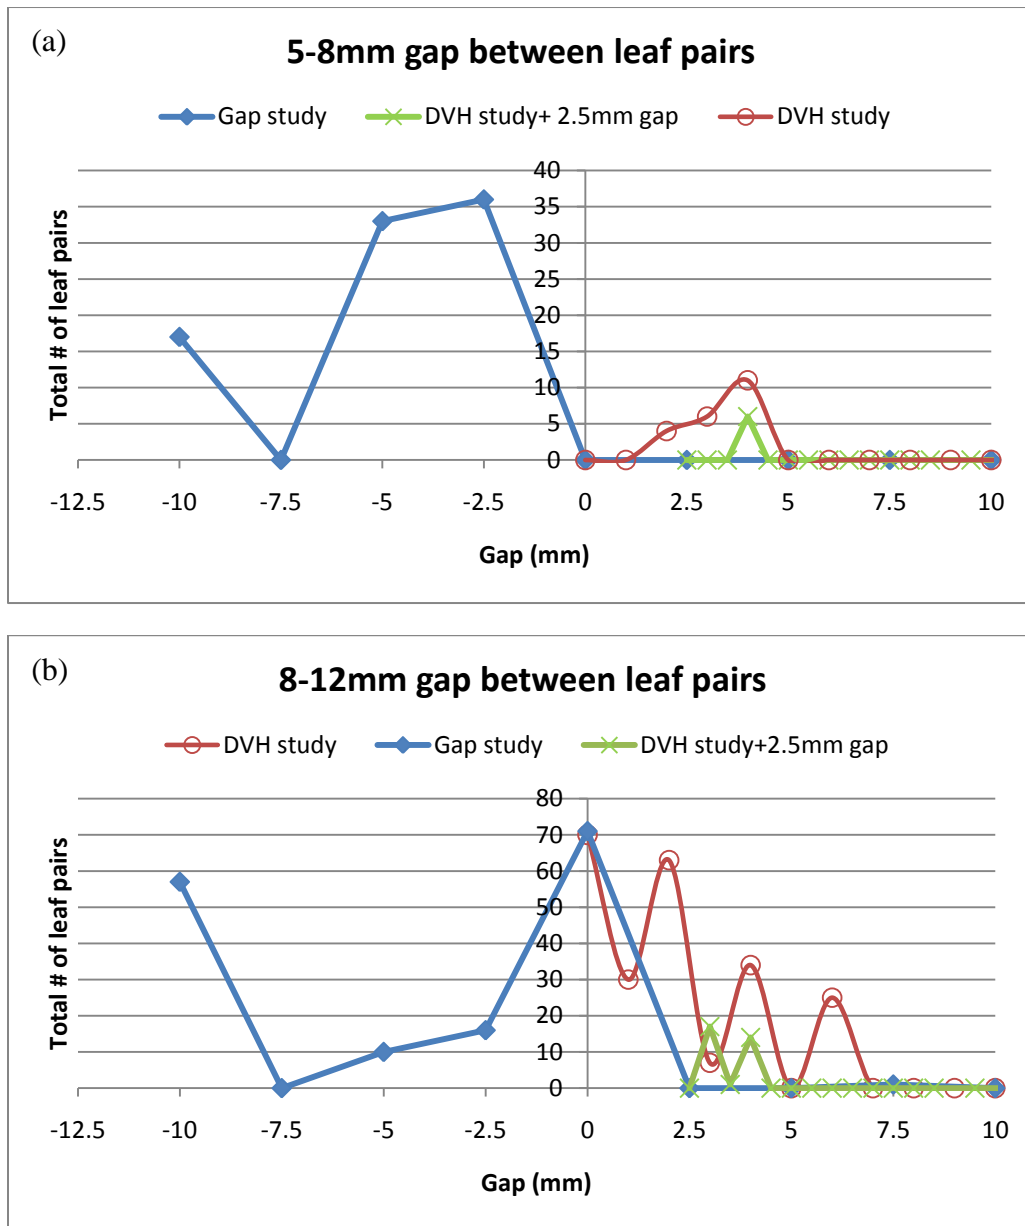 (a)
5-8mm gap between leaf pairs
Gap study DVH study+ 2.5mm gap DVH study
Total # of leaf pairs
40
35
30
25
20
15
10
5
0
-12.5 -10 -7.5 -5 -2.5 0 2.5 5 7.5 10
Gap (mm)
(b)
8-12mm gap between leaf pairs
DVH study Gap study DVH study+2.5mm gap
Total # of leaf pairs
80
70
60
50
40
30
20
10
0
-12.5 -10 -7.5 -5 -2.5 0 2.5 5 7.5 10
Gap (mm)